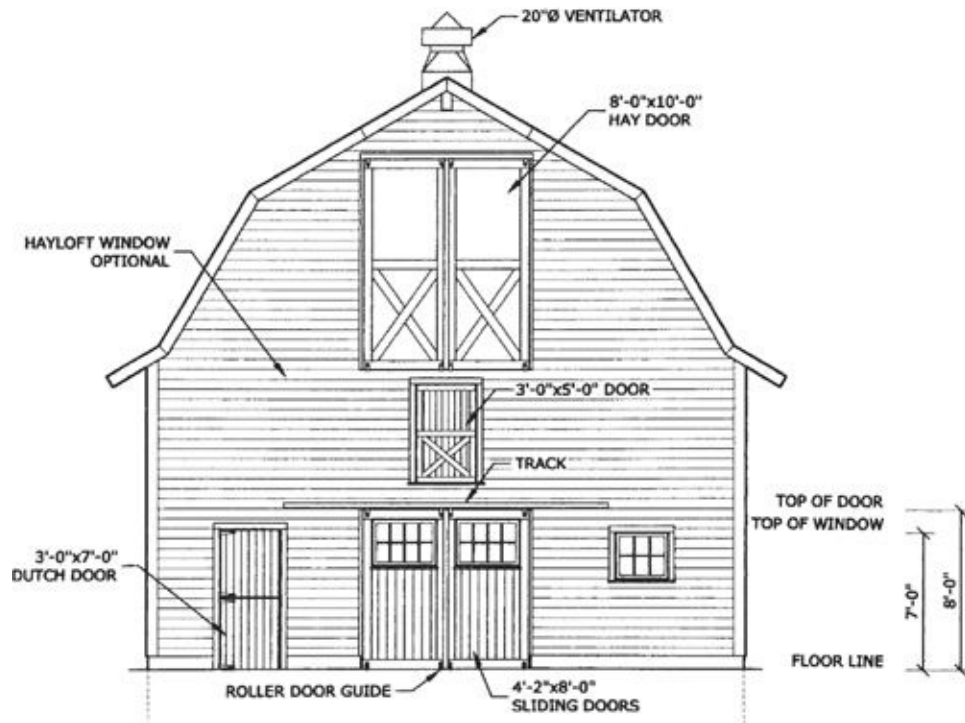 20"Ø VENTILATOR
8'-0"x10'-0"
HAY DOOR
HAYLOFT WINDOW
OPTIONAL
3'-0"x5'-0" DOOR
TRACK
TOP OF DOOR
TOP OF WINDOW
3'-0"x7'-0"
DUTCH DOOR
7'-0"
8'-0"
FLOOR LINE
ROLLER DOOR GUIDE
4'-2"x8'-0"
SLIDING DOORS